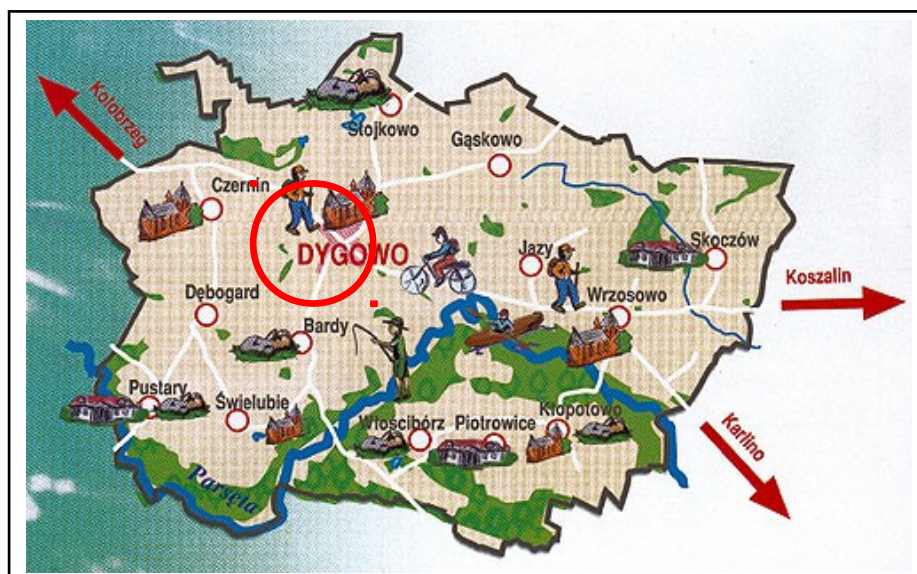 Kołobrzeg
Stojkowo
Gąskowo
Czernin
DYGOWO
Jazy
Skoczów
Koszalin
Dębogard
Wrzosowo
Bardy
Pustary
Świelubie
Włościbórz
Piotrowice
Kłopotowo
Karlino
Parsęta